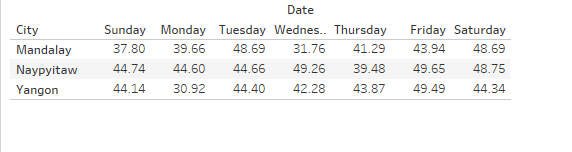 Date
City Sunday Monday Tuesday Wednes.. Thursday Friday Saturday
Mandalay 37.80 39.66 48.69 31.76 41.29 43.94 48.69
Naypyitaw 44.74 44.60 44.66 49.26 39.48 49.65 48.75
Yangon 44.14 30.92 44.40 42.28 43.87 49.49 44.34